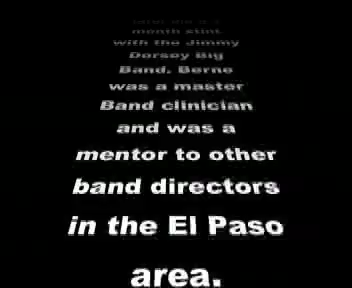 month stint
with the Jimmy
Dorsey Big
Band. Berne
was a master
Band clinician
and was a
mentor to other
band directors
in the El Paso
area.